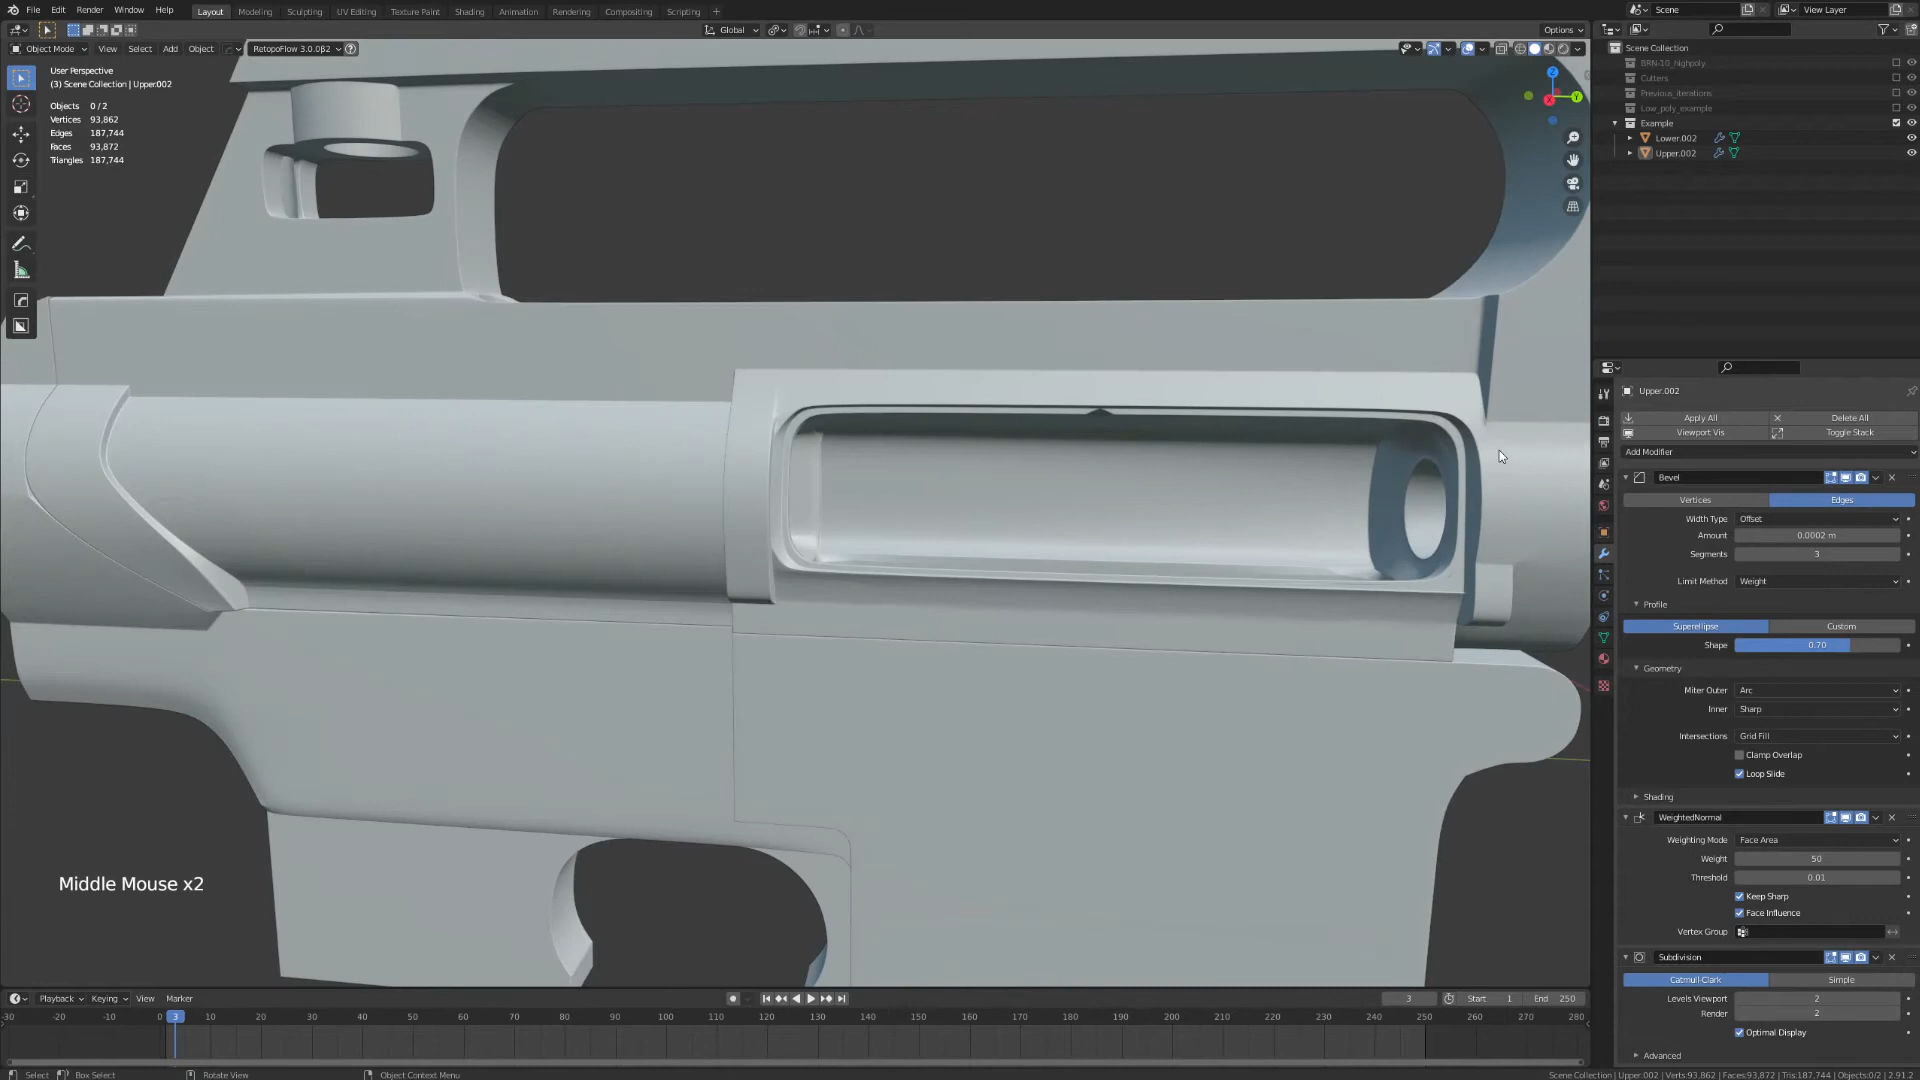 File Edit Render Window Help Layout Modeling Sculpting UV Editing Texture Paint Shading Animation Rendering Compositing Scripting + Scene View Layer
Global Options
Object Mode View Select Add Object RetopoFlow 3.0.0β2
User Perspective
(3) Scene Collection | Upper.002
Objects 0/2
Vertices 93,862
Edges 187,744
Faces 93,872
Triangles 187,744
Z
Y
X
Middle Mouse x2
Scene Collection
BRN-10_highpoly
Cutters
Previous_iterations
Low_poly_example
Example
Lower.002
Upper.002
Upper.002
Apply All Delete All
Viewport Vis Toggle Stack
Add Modifier
Bevel
Vertices Edges
Width Type Offset
Amount 0.0002 m
Segments 3
Limit Method Weight
Profile
Superellipse Custom
Shape 0.70
Geometry
Miter Outer Arc
Inner Sharp
Intersections Grid Fill
Clamp Overlap
Loop Slide
Shading
WeightedNormal
Weighting Mode Face Area
Weight 50
Threshold 0.01
Keep Sharp
Face Influence
Vertex Group
Subdivision
Catmull-Clark Simple
Levels Viewport 2
Render 2
Optimal Display
Advanced
Playback Keying View Marker 3 Start 1 End 250
-30 -20 -10 0 3 10 20 30 40 50 60 70 80 90 100 110 120 130 140 150 160 170 180 190 200 210 220 230 240 250 260 270 280
Select Box Select Rotate View Object Context Menu Scene Collection | Upper.002 | Verts:93,862 | Faces:93,872 | Tris:187,744 | Objects:0/2 | 2.91.2